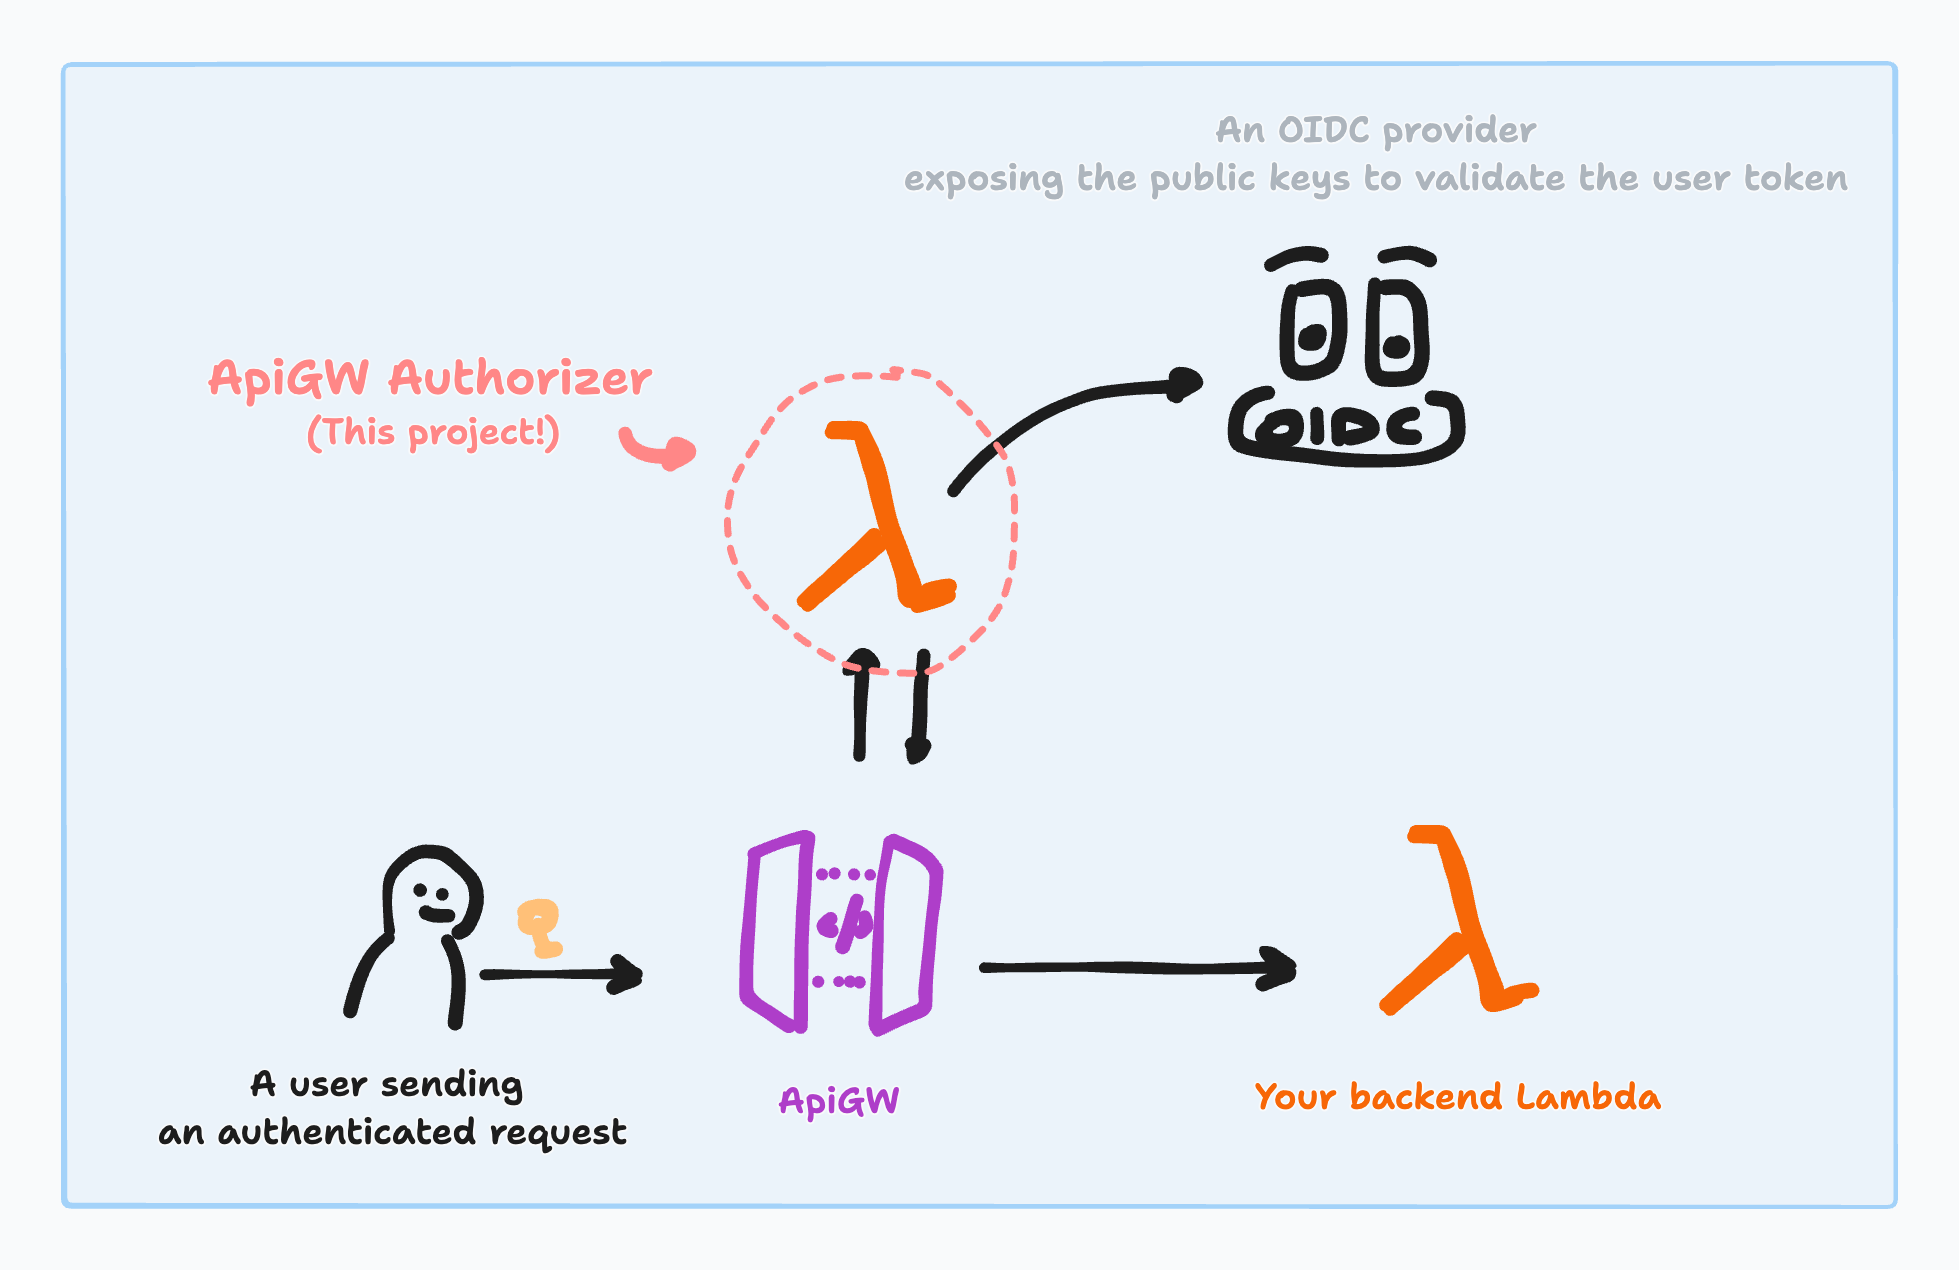 An OIDC provider
exposing the public keys to validate the user token
OIDC
ApiGW Authorizer
(This project!)
</>
A user sending
an authenticated request
ApiGW
Your backend Lambda